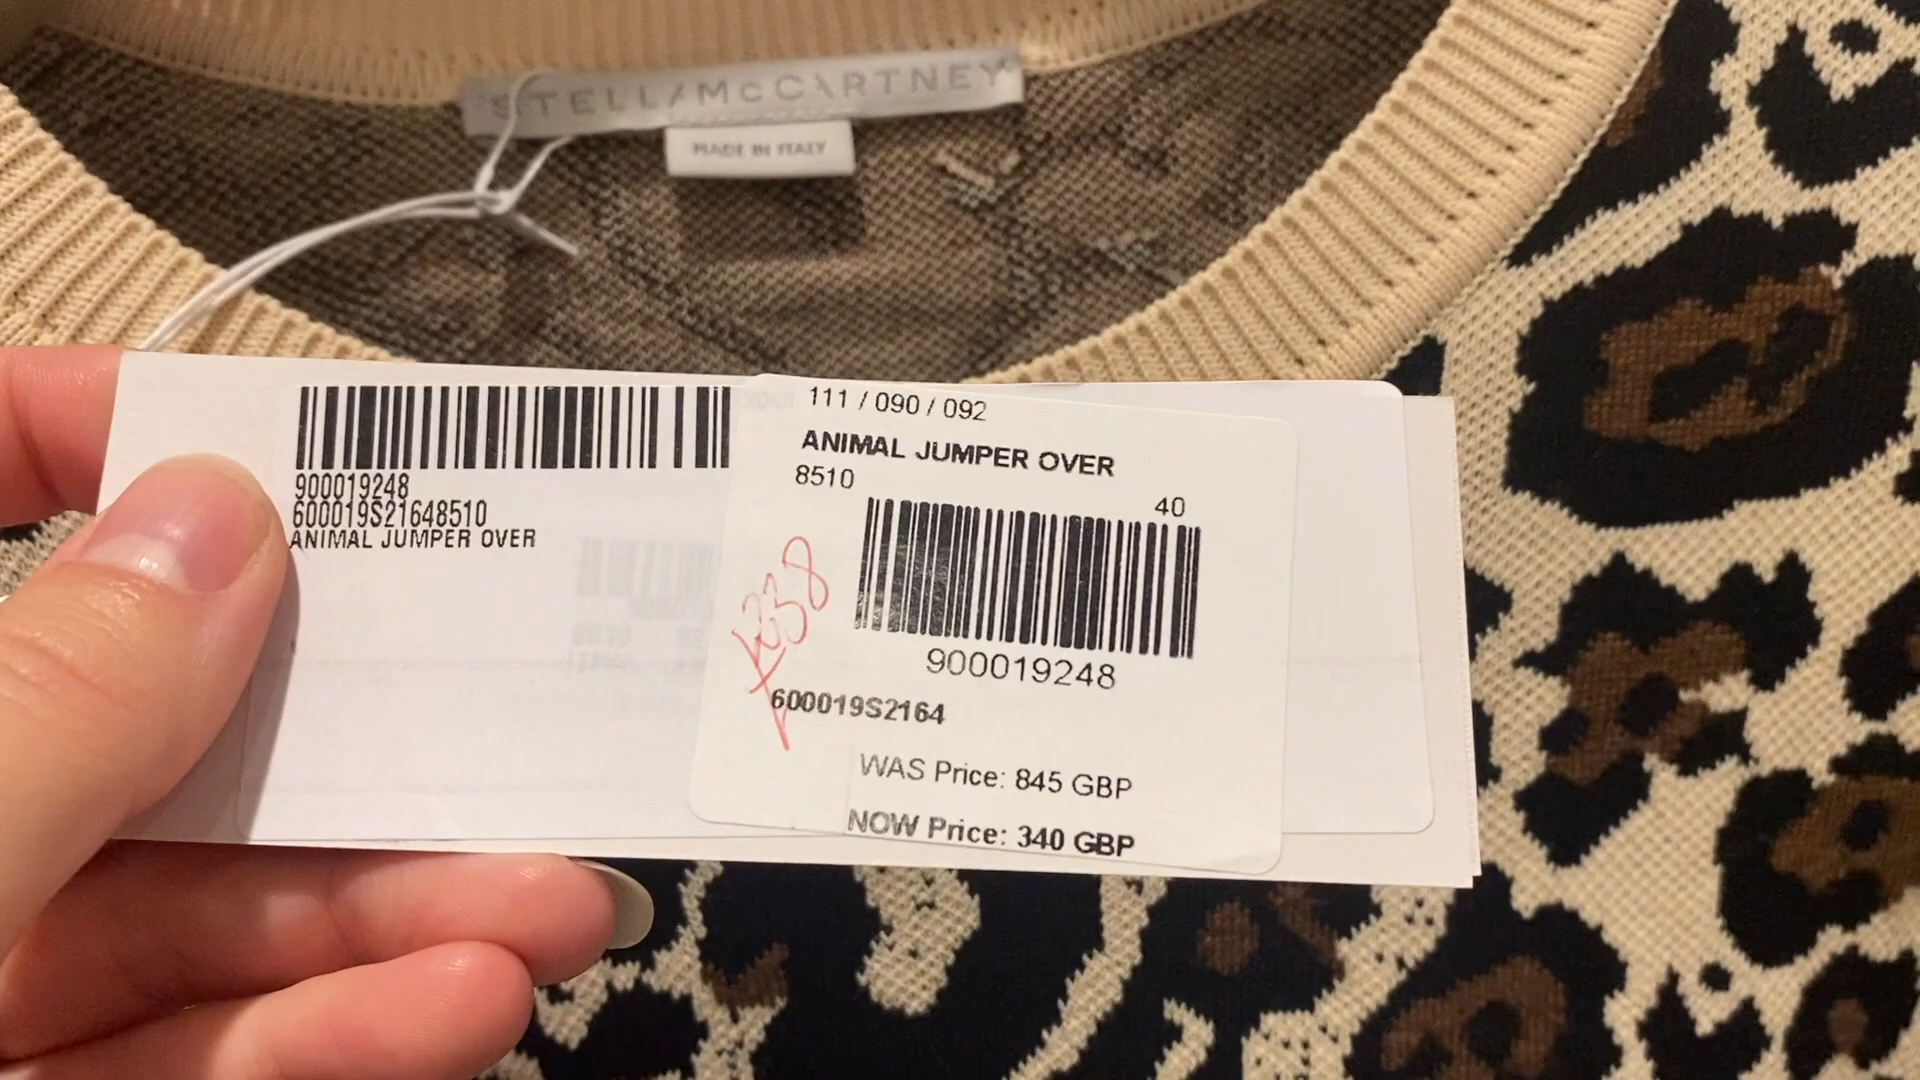 STELLA McCARTNEY
MADE IN ITALY
900019248
600019S21648510
ANIMAL JUMPER OVER
111 / 090 / 092
ANIMAL JUMPER OVER
8510
40
900019248
600019S2164
WAS Price: 845 GBP
NOW Price: 340 GBP